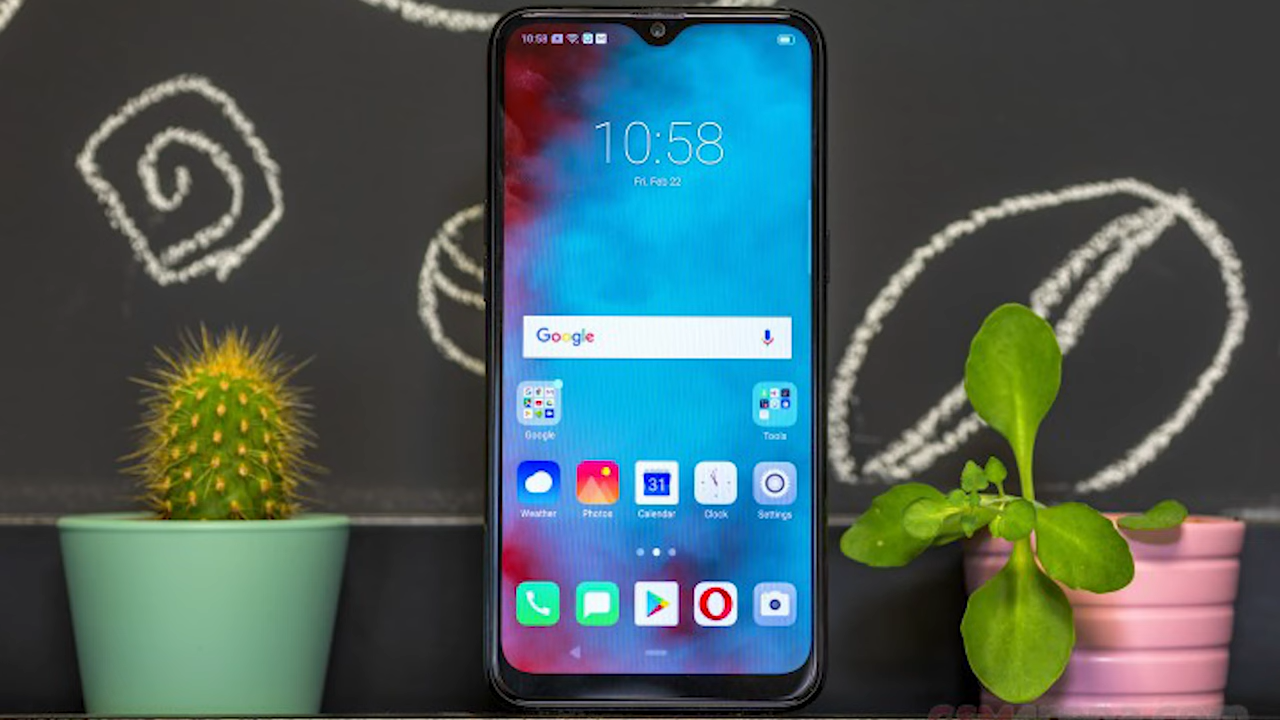 10:58
10:58
Fri, Feb 22
Google
Google
Tools
31
Weather
Photos
Calendar
Clock
Settings